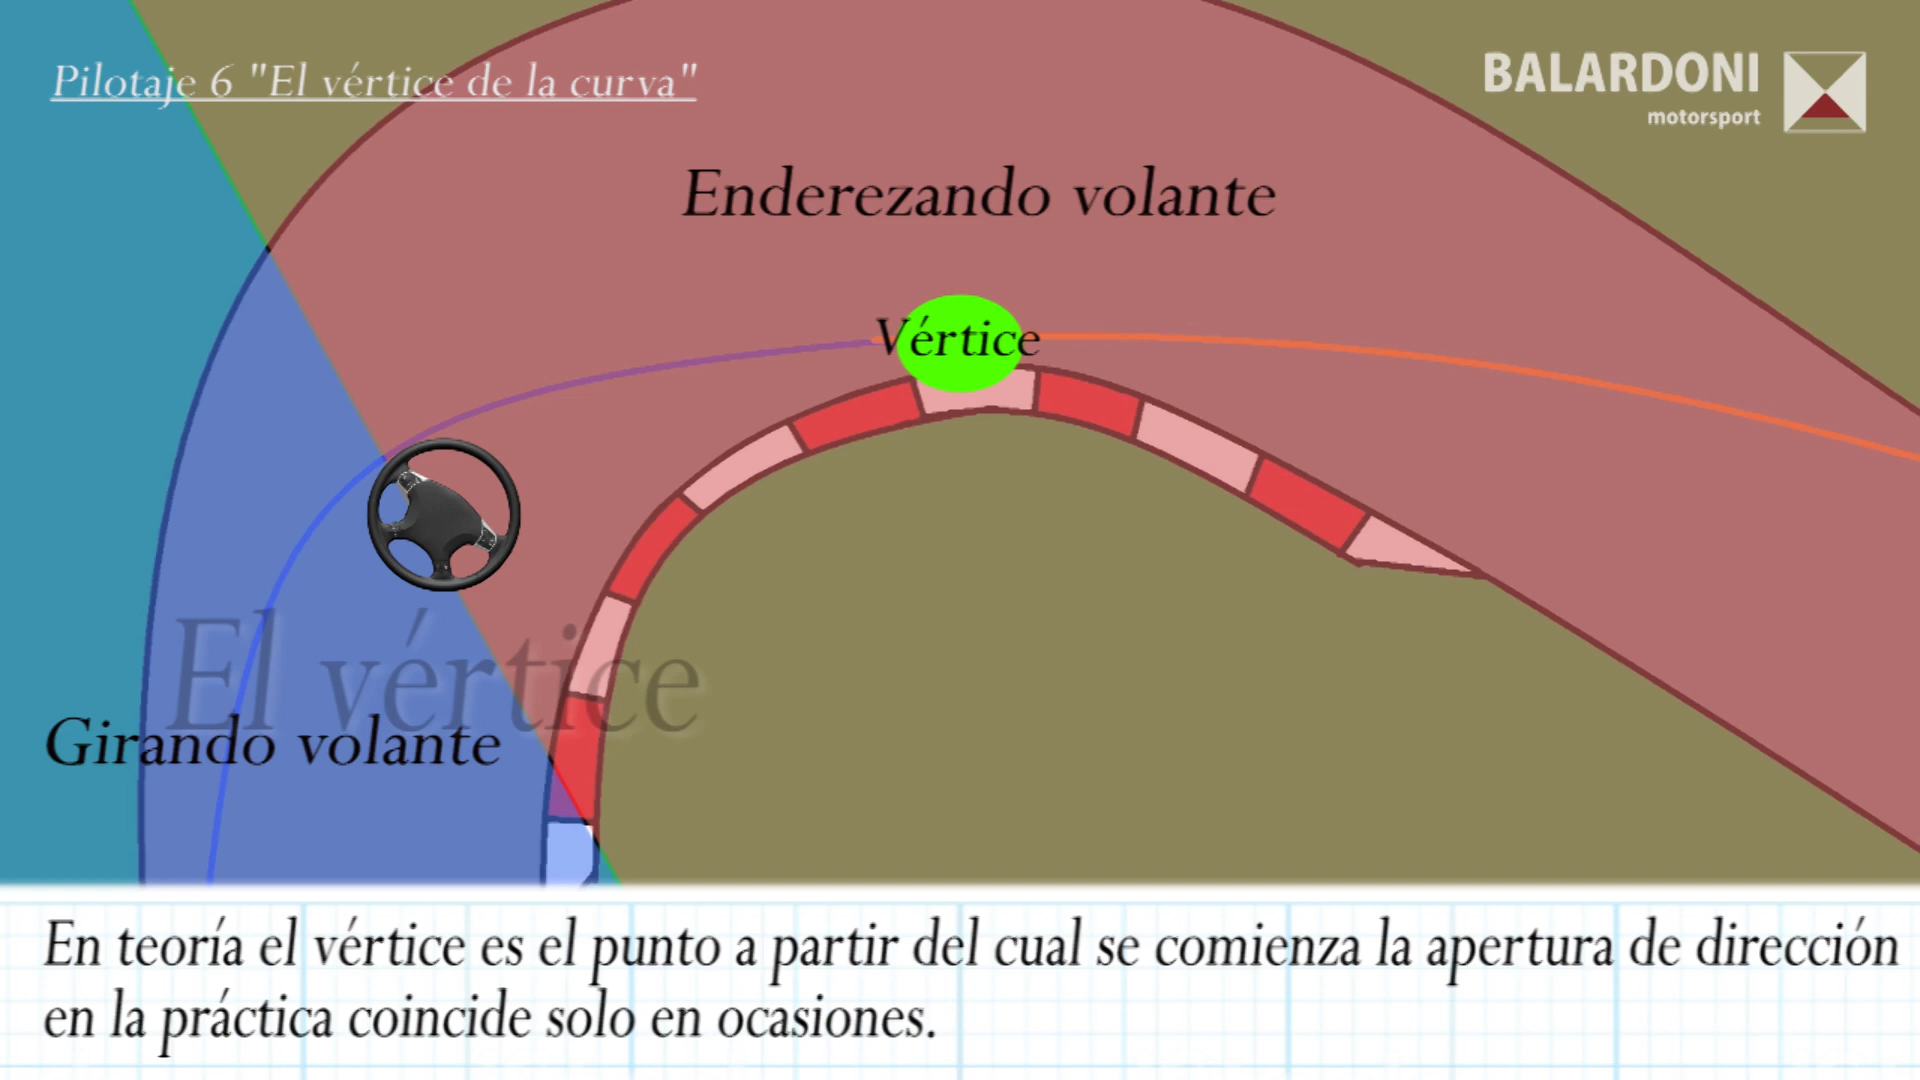 Pilotaje 6 "El vértice de la curva"
BALARDONI
motorsport
Enderezando volante
Vértice
El vértice
Girando volante
En teoría el vértice es el punto a partir del cual se comienza la apertura de dirección
en la práctica coincide solo en ocasiones.